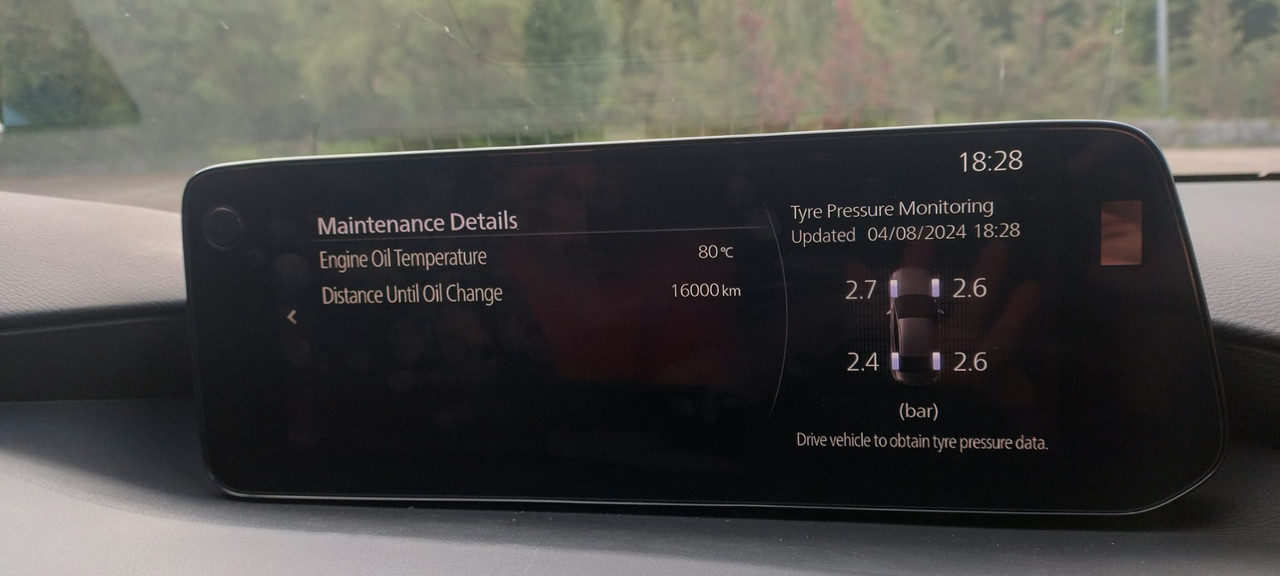 18:28
Maintenance Details
Engine Oil Temperature 80°C
Distance Until Oil Change 16000 km
Tyre Pressure Monitoring
Updated 04/08/2024 18:28
2.7 2.6
2.4 2.6
(bar)
Drive vehicle to obtain tyre pressure data.